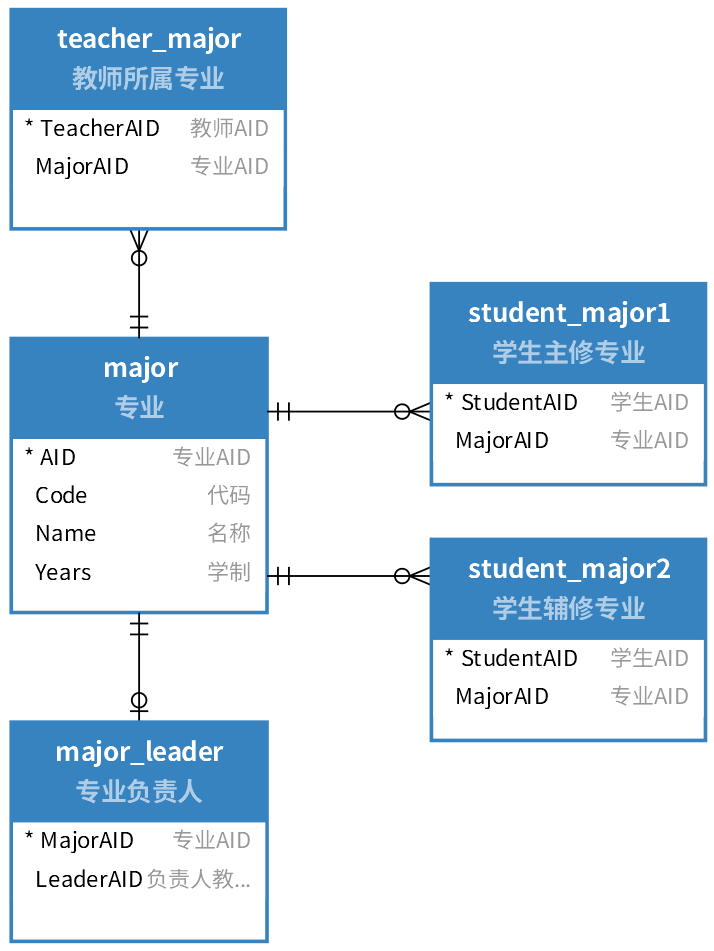 teacher_major
教师所属专业
* TeacherAID 教师AID
MajorAID 专业AID
major
专业
* AID 专业AID
Code 代码
Name 名称
Years 学制
student_major1
学生主修专业
* StudentAID 学生AID
MajorAID 专业AID
student_major2
学生辅修专业
* StudentAID 学生AID
MajorAID 专业AID
major_leader
专业负责人
* MajorAID 专业AID
LeaderAID 负责人教...